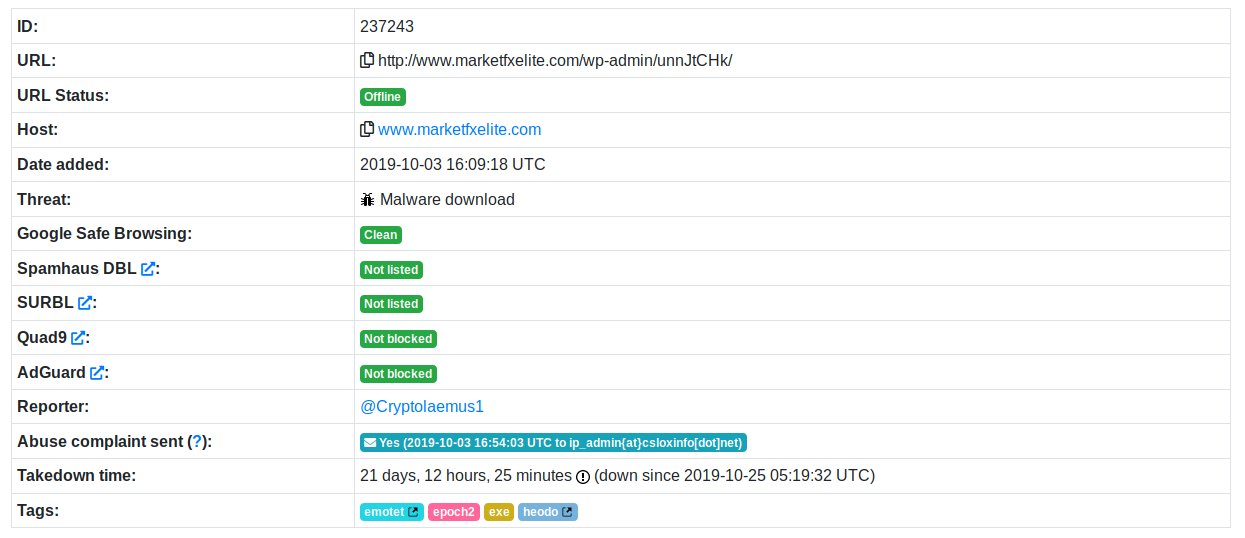 ID: 237243
URL: http://www.marketfxelite.com/wp-admin/unnJtCHk/
URL Status: Offline
Host: www.marketfxelite.com
Date added: 2019-10-03 16:09:18 UTC
Threat: Malware download
Google Safe Browsing: Clean
Spamhaus DBL : Not listed
SURBL : Not listed
Quad9 : Not blocked
AdGuard : Not blocked
Reporter: @Cryptolaemus1
Abuse complaint sent (?): Yes (2019-10-03 16:54:03 UTC to ip_admin{at}csloxinfo[dot]net)
Takedown time: 21 days, 12 hours, 25 minutes (down since 2019-10-25 05:19:32 UTC)
Tags: emotet epoch2 exe heodo